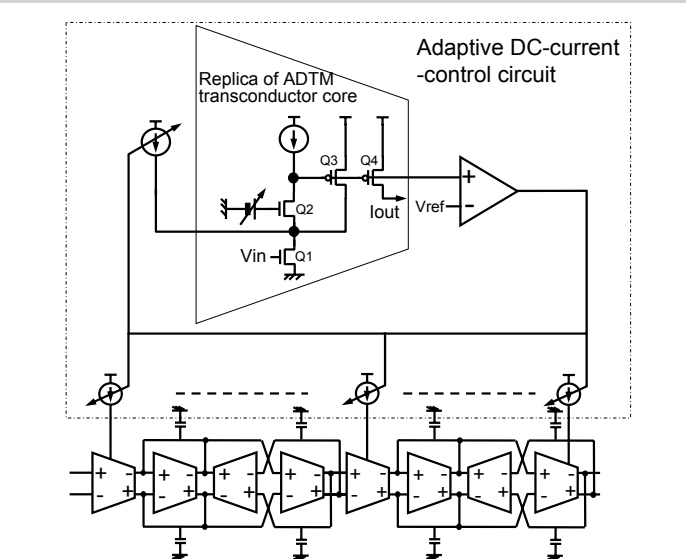 Adaptive DC-current
-control circuit
Replica of ADTM
transconductor core
Q3
Q4
+
Q2
Iout
Vref
-
Vin
Q1
+ -
- +
+ -
- +
+ -
- +
+ -
- +
+ -
- +
+ -
- +
+ -
- +
+ -
- +